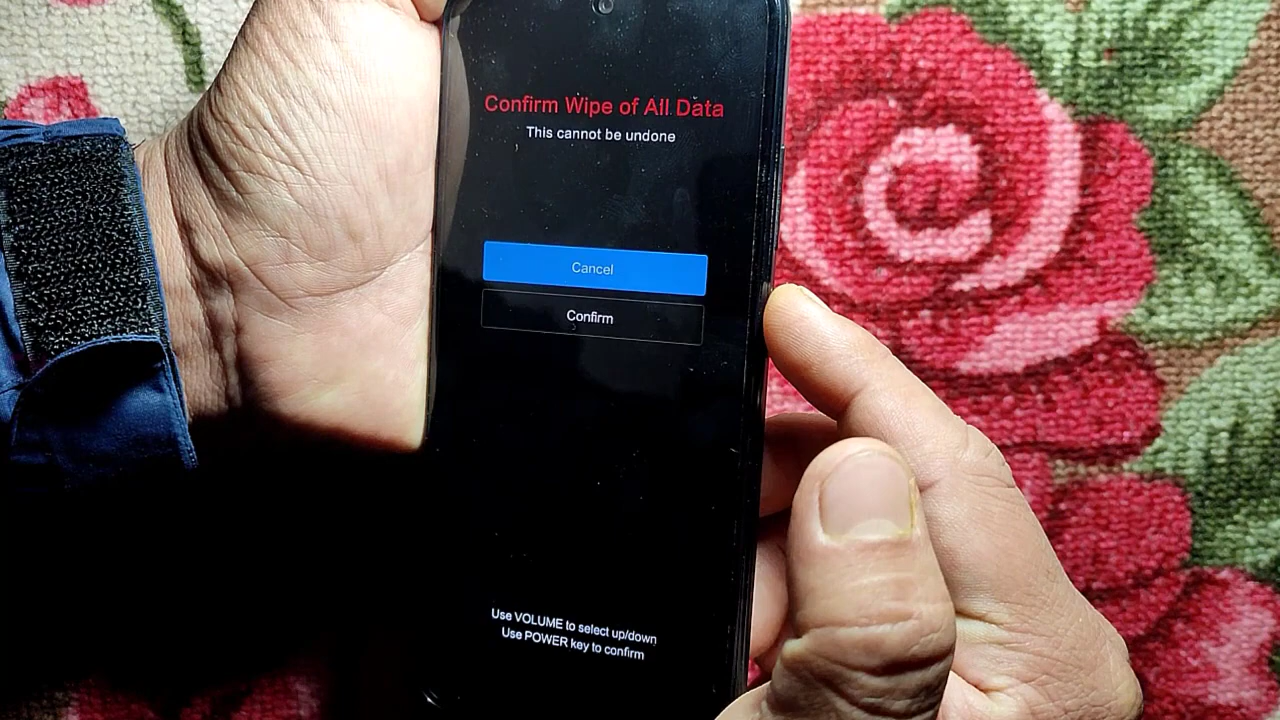 Confirm Wipe of All Data
This cannot be undone
Cancel
Confirm
Use VOLUME to select up/down
Use POWER key to confirm